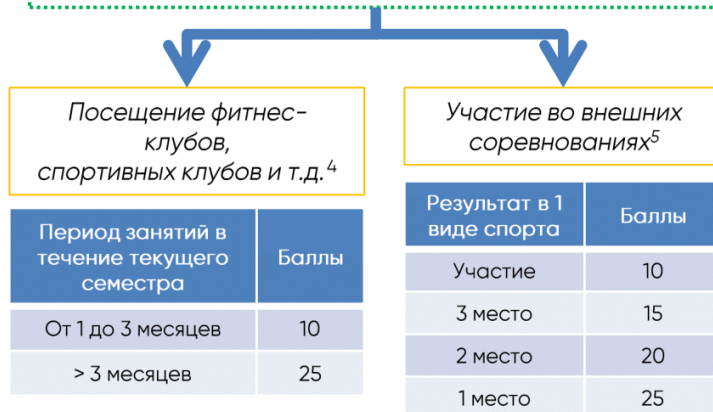 Посещение фитнес-
клубов,
спортивных клубов и т.д.⁴
Период занятий в течение текущего семестра Баллы
От 1 до 3 месяцев 10
> 3 месяцев 25
Участие во внешних
соревнованиях⁵
Результат в 1 виде спорта Баллы
Участие 10
3 место 15
2 место 20
1 место 25